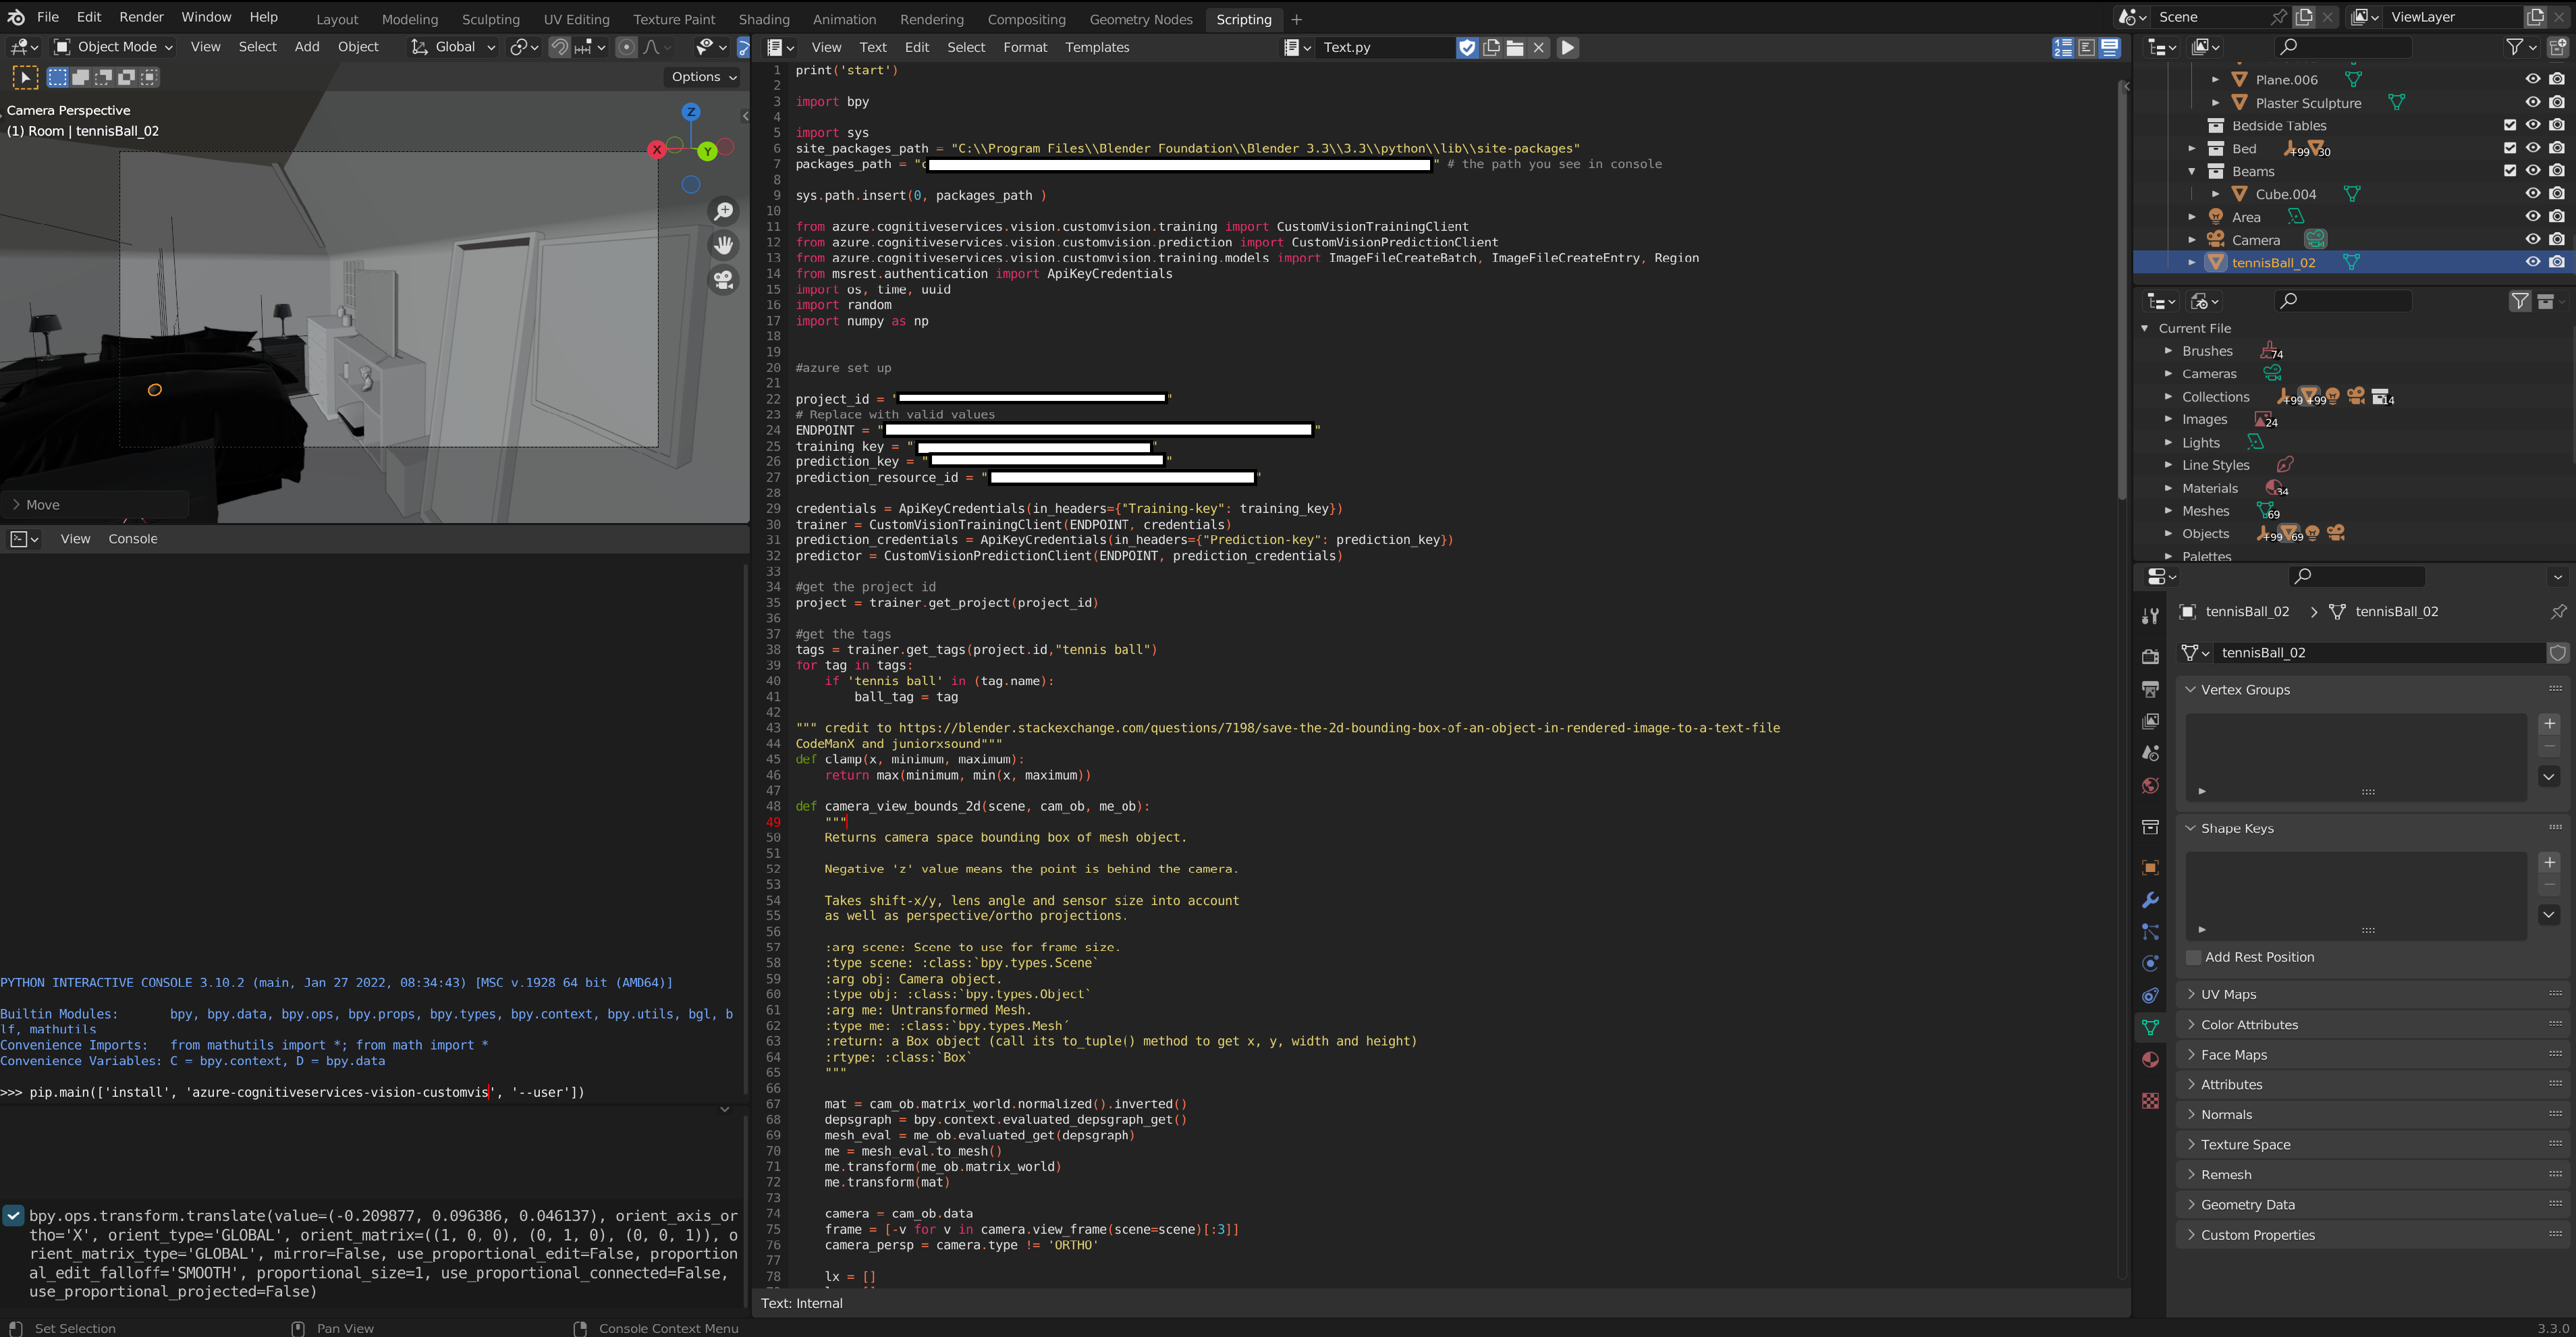 File Edit Render Window Help Layout Modeling Sculpting UV Editing Texture Paint Shading Animation Rendering Compositing Geometry Nodes Scripting + Scene ViewLayer
Object Mode View Select Add Object Global
Options
Camera Perspective
(1) Room | tennisBall_02
Z
X
Y
Move
View Console
PYTHON INTERACTIVE CONSOLE 3.10.2 (main, Jan 27 2022, 08:34:43) [MSC v.1928 64 bit (AMD64)]
Builtin Modules: bpy, bpy.data, bpy.ops, bpy.props, bpy.types, bpy.context, bpy.utils, bgl, b
lf, mathutils
Convenience Imports: from mathutils import *; from math import *
Convenience Variables: C = bpy.context, D = bpy.data
>>> pip.main(['install', 'azure-cognitiveservices-vision-customvis', '--user'])
bpy.ops.transform.translate(value=(-0.209877, 0.096386, 0.046137), orient_axis_or
tho='X', orient_type='GLOBAL', orient_matrix=((1, 0, 0), (0, 1, 0), (0, 0, 1)), o
rient_matrix_type='GLOBAL', mirror=False, use_proportional_edit=False, proportion
al_edit_falloff='SMOOTH', proportional_size=1, use_proportional_connected=False,
use_proportional_projected=False)
View Text Edit Select Format Templates Text.py
1 print('start')
2
3 import bpy
4
5 import sys
6 site_packages_path = "C:\\Program Files\\Blender Foundation\\Blender 3.3\\3.3\\python\\lib\\site-packages"
7 packages_path = " " # the path you see in console
8
9 sys.path.insert(0, packages_path )
10
11 from azure.cognitiveservices.vision.customvision.training import CustomVisionTrainingClient
12 from azure.cognitiveservices.vision.customvision.prediction import CustomVisionPredictionClient
13 from azure.cognitiveservices.vision.customvision.training.models import ImageFileCreateBatch, ImageFileCreateEntry, Region
14 from msrest.authentication import ApiKeyCredentials
15 import os, time, uuid
16 import random
17 import numpy as np
18
19
20 #azure set up
21
22 project_id = ' '
23 # Replace with valid values
24 ENDPOINT = " "
25 training_key = " "
26 prediction_key = " "
27 prediction_resource_id = " "
28
29 credentials = ApiKeyCredentials(in_headers={"Training-key": training_key})
30 trainer = CustomVisionTrainingClient(ENDPOINT, credentials)
31 prediction_credentials = ApiKeyCredentials(in_headers={"Prediction-key": prediction_key})
32 predictor = CustomVisionPredictionClient(ENDPOINT, prediction_credentials)
33
34 #get the project id
35 project = trainer.get_project(project_id)
36
37 #get the tags
38 tags = trainer.get_tags(project.id,"tennis ball")
39 for tag in tags:
40 if 'tennis ball' in (tag.name):
41 ball_tag = tag
42
43 """ credit to https://blender.stackexchange.com/questions/7198/save-the-2d-bounding-box-of-an-object-in-rendered-image-to-a-text-file
44 CodeManX and juniorxsound"""
45 def clamp(x, minimum, maximum):
46 return max(minimum, min(x, maximum))
47
48 def camera_view_bounds_2d(scene, cam_ob, me_ob):
49 """
50 Returns camera space bounding box of mesh object.
51
52 Negative 'z' value means the point is behind the camera.
53
54 Takes shift-x/y, lens angle and sensor size into account
55 as well as perspective/ortho projections.
56
57 :arg scene: Scene to use for frame size.
58 :type scene: :class:`bpy.types.Scene`
59 :arg obj: Camera object.
60 :type obj: :class:`bpy.types.Object`
61 :arg me: Untransformed Mesh.
62 :type me: :class:`bpy.types.Mesh´
63 :return: a Box object (call its to_tuple() method to get x, y, width and height)
64 :rtype: :class:`Box`
65 """
66
67 mat = cam_ob.matrix_world.normalized().inverted()
68 depsgraph = bpy.context.evaluated_depsgraph_get()
69 mesh_eval = me_ob.evaluated_get(depsgraph)
70 me = mesh_eval.to_mesh()
71 me.transform(me_ob.matrix_world)
72 me.transform(mat)
73
74 camera = cam_ob.data
75 frame = [-v for v in camera.view_frame(scene=scene)[:3]]
76 camera_persp = camera.type != 'ORTHO'
77
78 lx = []
Text: Internal
Plane.006
Plaster Sculpture
Bedside Tables
Bed +99 30
Beams
Cube.004
Area
Camera
tennisBall_02
Current File
Brushes 74
Cameras
Collections +99 +99 14
Images 24
Lights
Line Styles
Materials 34
Meshes 69
Objects +99 69
Palettes
tennisBall_02 > tennisBall_02
tennisBall_02
Vertex Groups
Shape Keys
Add Rest Position
UV Maps
Color Attributes
Face Maps
Attributes
Normals
Texture Space
Remesh
Geometry Data
Custom Properties
Set Selection Pan View Console Context Menu 3.3.0